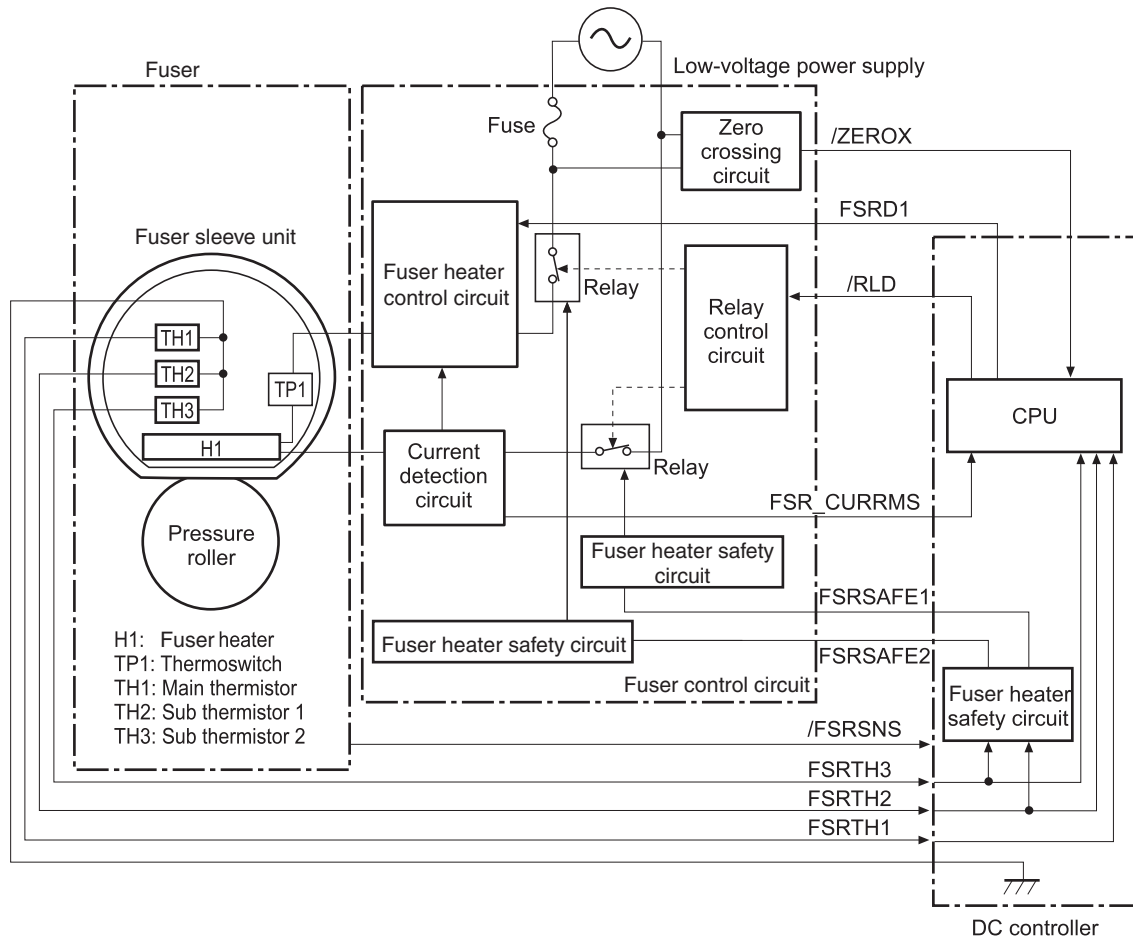 Fuser
Low-voltage power supply
Fuse
Zero
crossing
circuit
/ZEROX
FSRD1
Fuser sleeve unit
Fuser heater
control circuit
Relay
Relay
control
circuit
/RLD
TH1
TH2
TH3
TP1
H1
CPU
Current
detection
circuit
Relay
FSR_CURRMS
Pressure
roller
Fuser heater safety
circuit
FSRSAFE1
Fuser heater safety circuit
FSRSAFE2
Fuser control circuit
Fuser heater
safety circuit
H1: Fuser heater
TP1: Thermoswitch
TH1: Main thermistor
TH2: Sub thermistor 1
TH3: Sub thermistor 2
/FSRSNS
FSRTH3
FSRTH2
FSRTH1
DC controller